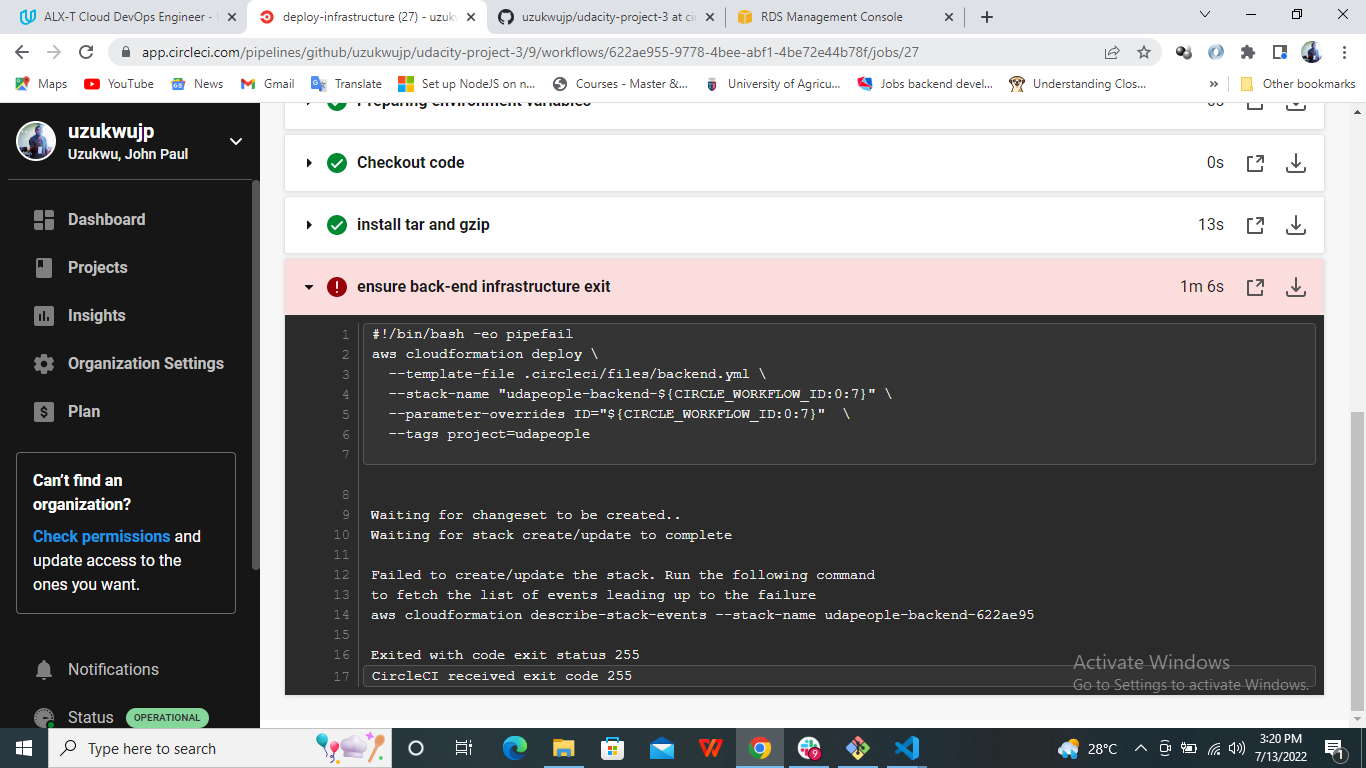 ALX-T Cloud DevOps Engineer -
deploy-infrastructure (27) - uzukw
uzukwujp/udacity-project-3 at ci
RDS Management Console
app.circleci.com/pipelines/github/uzukwujp/udacity-project-3/9/workflows/622ae955-9778-4bee-abf1-4be72e44b78f/jobs/27
Maps
YouTube
News
Gmail
Translate
Set up NodeJS on n...
Courses - Master &...
University of Agricu...
Jobs backend devel...
Understanding Clos...
»
Other bookmarks
uzukwujp
Uzukwu, John Paul
Dashboard
Projects
Insights
Organization Settings
Plan
Can't find an
organization?
Check permissions and
update access to the
ones you want.
Notifications
Status OPERATIONAL
Preparing environment variables 0s
Checkout code 0s
install tar and gzip 13s
ensure back-end infrastructure exit 1m 6s
1 #!/bin/bash -eo pipefail
2 aws cloudformation deploy \
3 --template-file .circleci/files/backend.yml \
4 --stack-name "udapeople-backend-${CIRCLE_WORKFLOW_ID:0:7}" \
5 --parameter-overrides ID="${CIRCLE_WORKFLOW_ID:0:7}" \
6 --tags project=udapeople
7
8
9 Waiting for changeset to be created..
10 Waiting for stack create/update to complete
11
12 Failed to create/update the stack. Run the following command
13 to fetch the list of events leading up to the failure
14 aws cloudformation describe-stack-events --stack-name udapeople-backend-622ae95
15
16 Exited with code exit status 255
17 CircleCI received exit code 255
Activate Windows
Go to Settings to activate Windows.
Type here to search
9
28°C
3:20 PM
7/13/2022
1